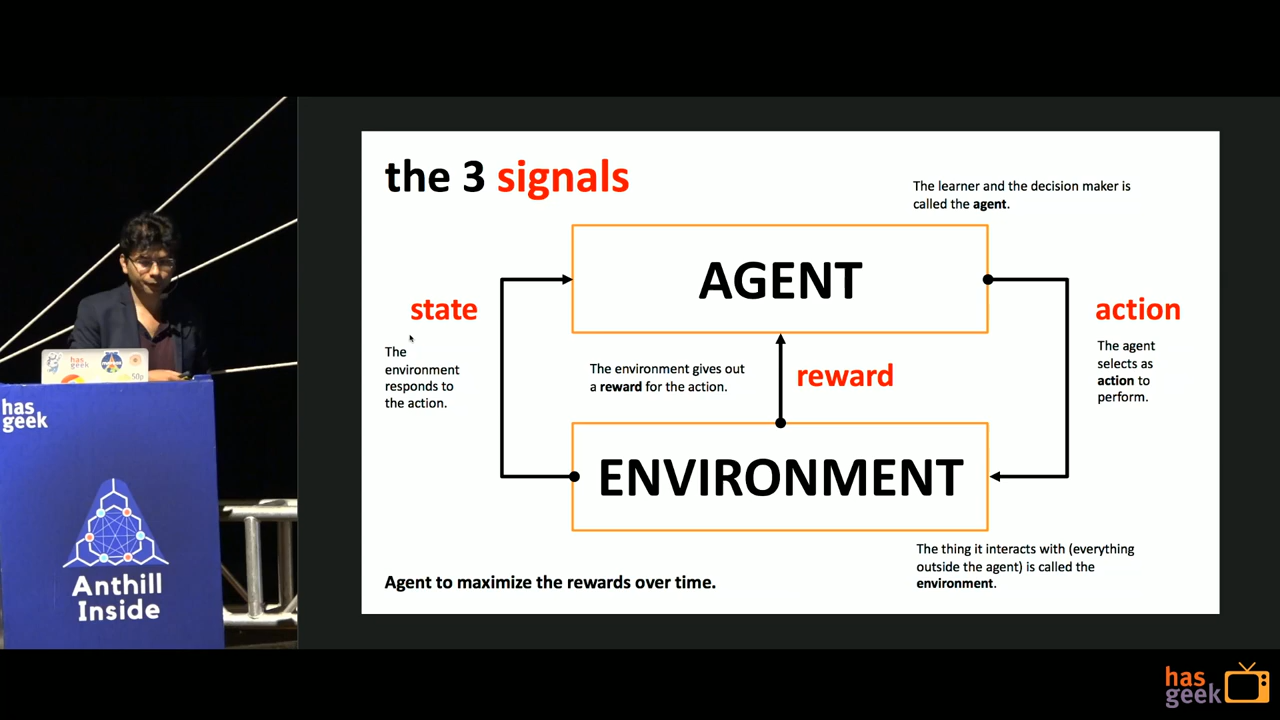 the 3 signals
The learner and the decision maker is
called the agent.
AGENT
state
action
The
environment
responds to
the action.
The environment gives out
a reward for the action.
reward
The agent
selects as
action to
perform.
ENVIRONMENT
The thing it interacts with (everything
outside the agent) is called the
environment.
Agent to maximize the rewards over time.
has
geek
has
geek
Anthill
Inside
has
geek